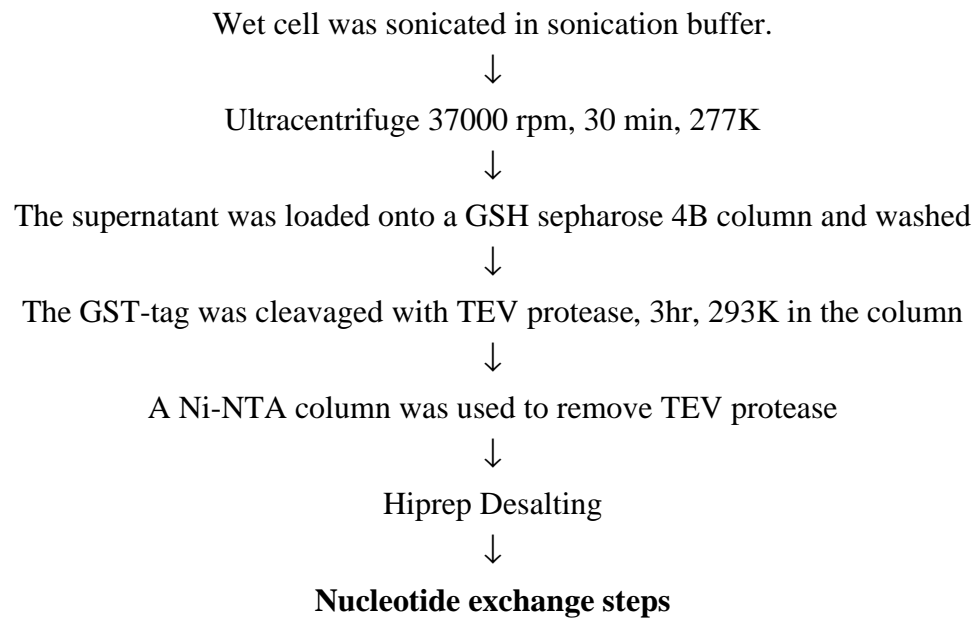 Wet cell was sonicated in sonication buffer.
↓
Ultracentrifuge 37000 rpm, 30 min, 277K
↓
The supernatant was loaded onto a GSH sepharose 4B column and washed
↓
The GST-tag was cleavaged with TEV protease, 3hr, 293K in the column
↓
A Ni-NTA column was used to remove TEV protease
↓
Hiprep Desalting
↓
Nucleotide exchange steps